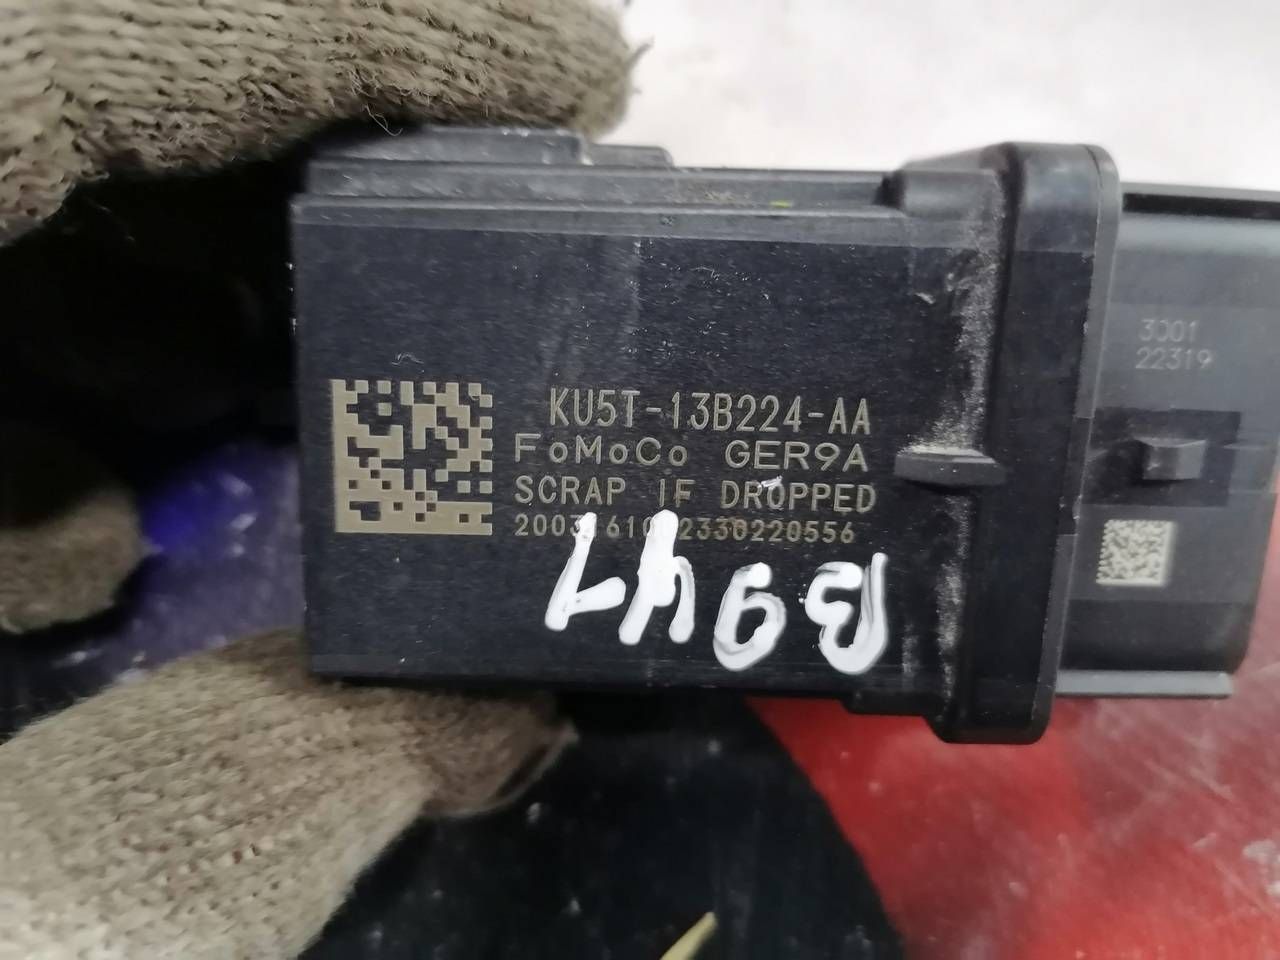 KU5T-13B224-AA
FoMoCo GER9A
SCRAP IF DROPPED
3001
22319